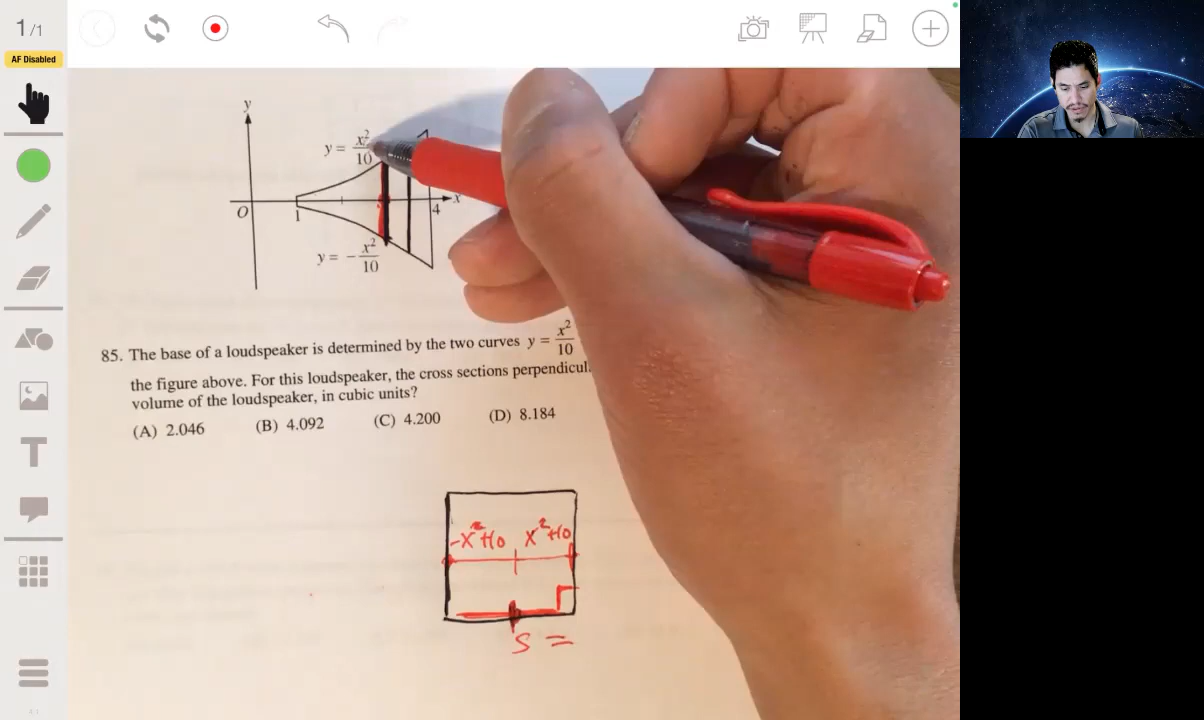 1/1
AF Disabled
y
y = x²/10
O
1
4
x
y = - x²/10
85. The base of a loudspeaker is determined by the two curves y = x²/10
the figure above. For this loudspeaker, the cross sections
volume of the loudspeaker, in cubic units?
(A) 2.046 (B) 4.092 (C) 4.200 (D) 8.184
-x²+10 x²+10
S =
T